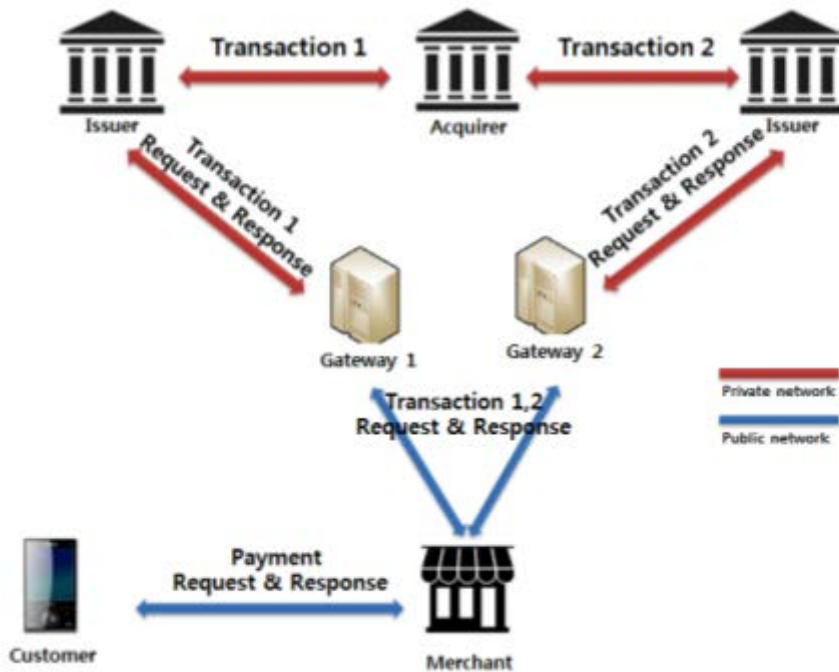 Transaction 1
Transaction 2
Issuer
Acquirer
Issuer
Transaction 1
Request & Response
Transaction 2
Request & Response
Gateway 1
Gateway 2
Private network
Transaction 1,2
Request & Response
Public network
Payment
Request & Response
Customer
Merchant